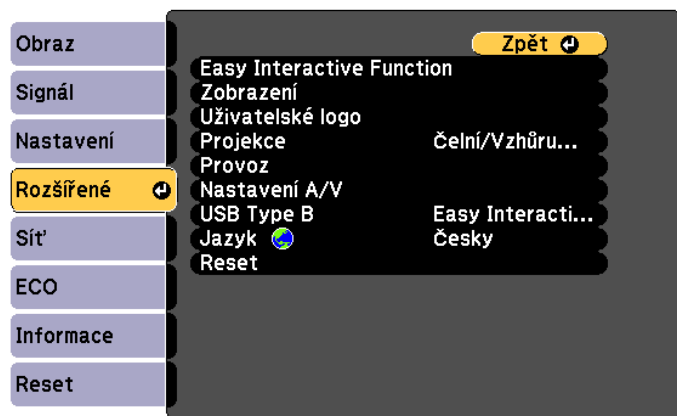 Obraz
Signál
Nastavení
Rozšířené
Síť
ECO
Informace
Reset
Zpět
Easy Interactive Function
Zobrazení
Uživatelské logo
Projekce Čelní/Vzhůru...
Provoz
Nastavení A/V
USB Type B Easy Interacti...
Jazyk Česky
Reset